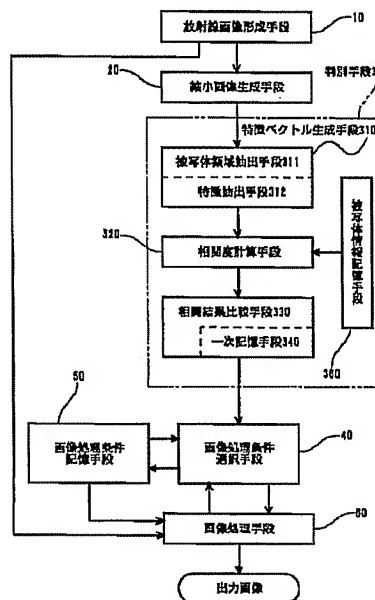 放射線画像形成手段
10
20
縮小画像生成手段
判別手段3
特徴ベクトル生成手段310
被写体領域抽出手段311
特徴抽出手段312
320
相関度計算手段
被写体情報記憶手段
相関結果比較手段330
一次記憶手段340
360
50
40
画像処理条件
記憶手段
画像処理条件
選択手段
画像処理手段
60
出力画像